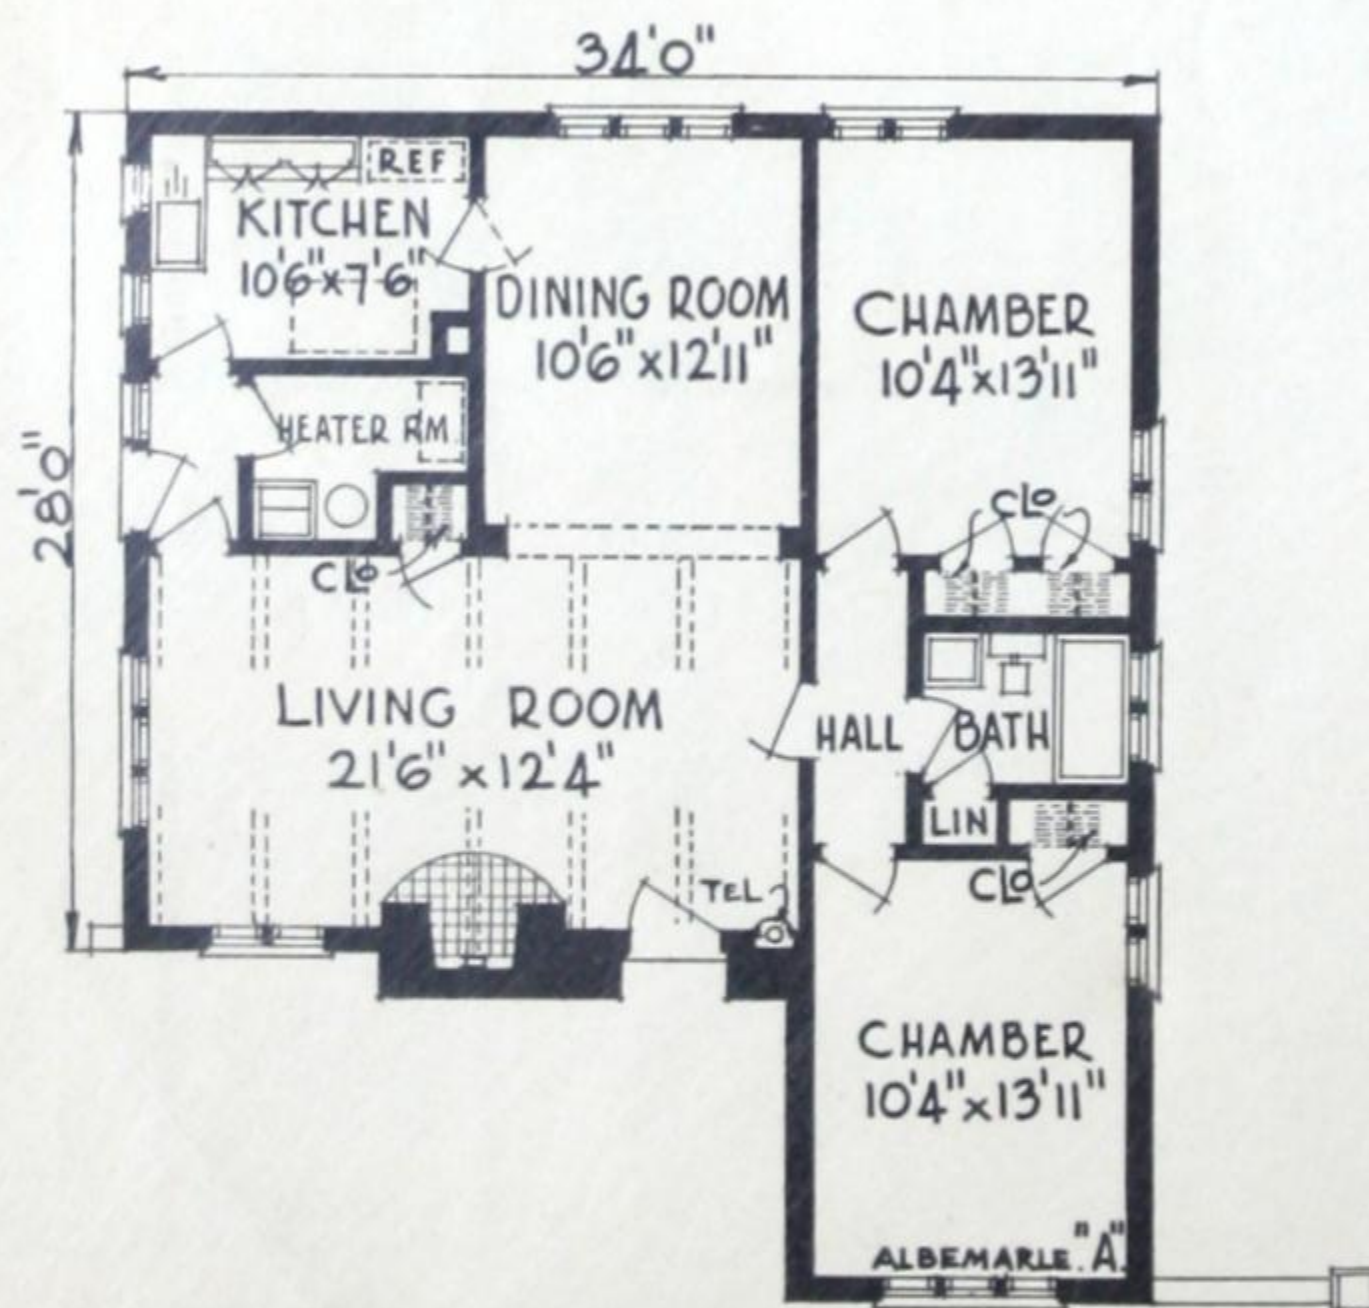 34'0"
REF
KITCHEN
10'6"x7'6"
DINING ROOM
10'6"x12'11"
CHAMBER
10'4"x13'11"
HEATER RM
28'0"
CLO
CLO
LIVING ROOM
21'6"x12'4"
HALL
BATH
LIN
TEL
CLO
CHAMBER
10'4"x13'11"
ALBEMARLE "A"